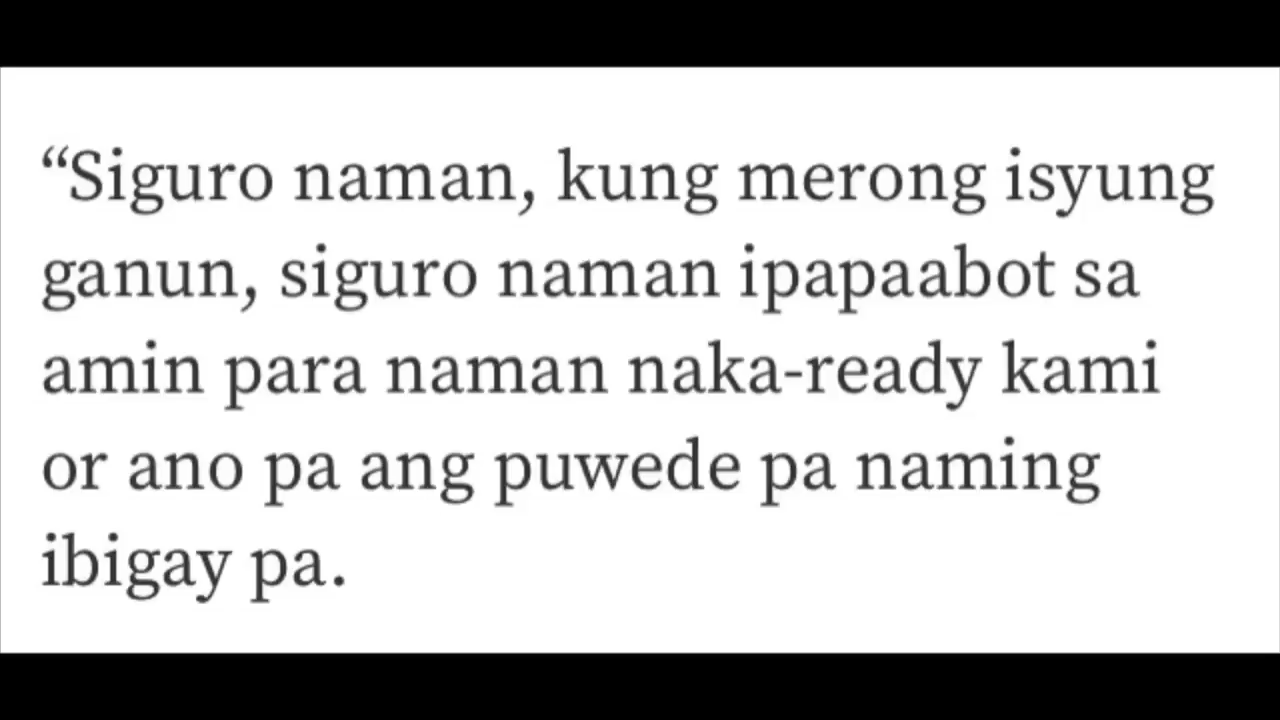 “Siguro naman, kung merong isyung
ganun, siguro naman ipapaabot sa
amin para naman naka-ready kami
or ano pa ang puwede pa naming
ibigay pa.